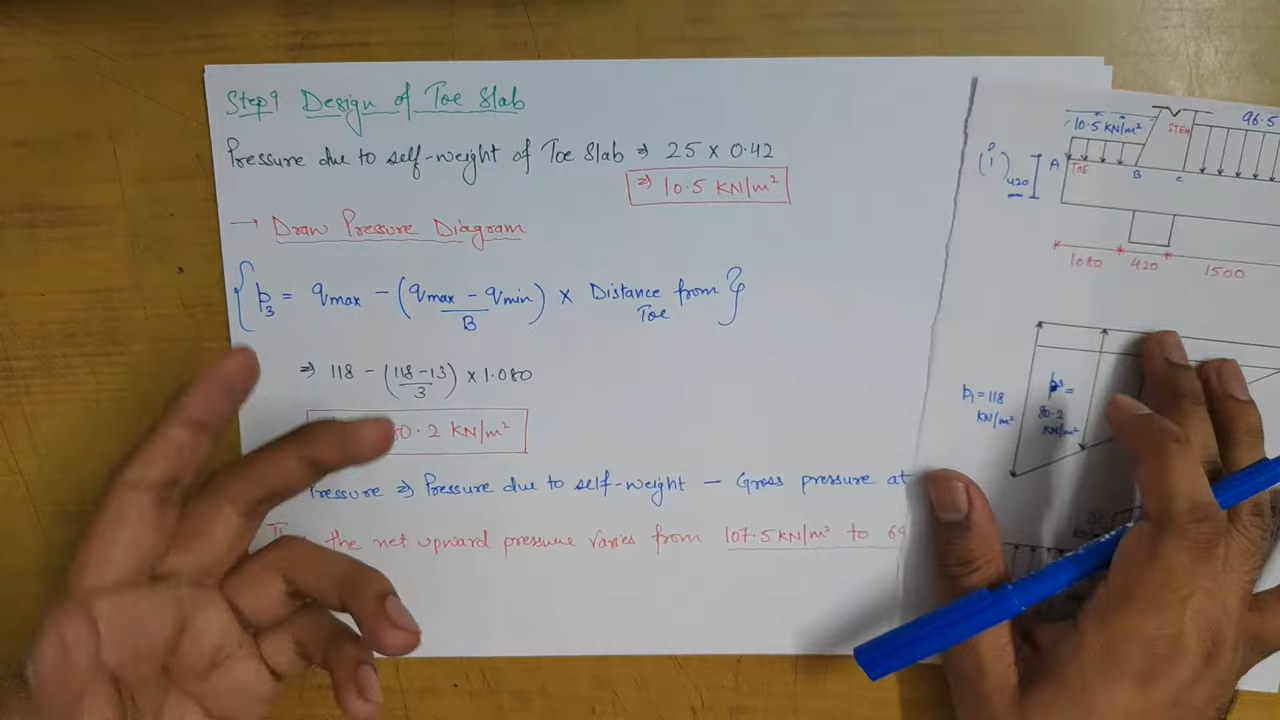 Step 9 Design of Toe Slab
Pressure due to self-weight of Toe Slab ⇒ 25 × 0.42
⇒ 10.5 KN/m²
→ Draw Pressure Diagram
{ p₃ = qmax − (qmax − qmin / B) × Distance from Toe }
⇒ 118 − (118-13 / 3) × 1.080
80.2 KN/m²
Pressure ⇒ Pressure due to self-weight − Gross pressure at
the net upward pressure varies from 107.5 KN/m² to 69
10.5 KN/m²
STEM
96.5
420
A
TOE
B
C
1080
420
1500
P₁ = 118 KN/m²
p₃ = 80.2 KN/m²